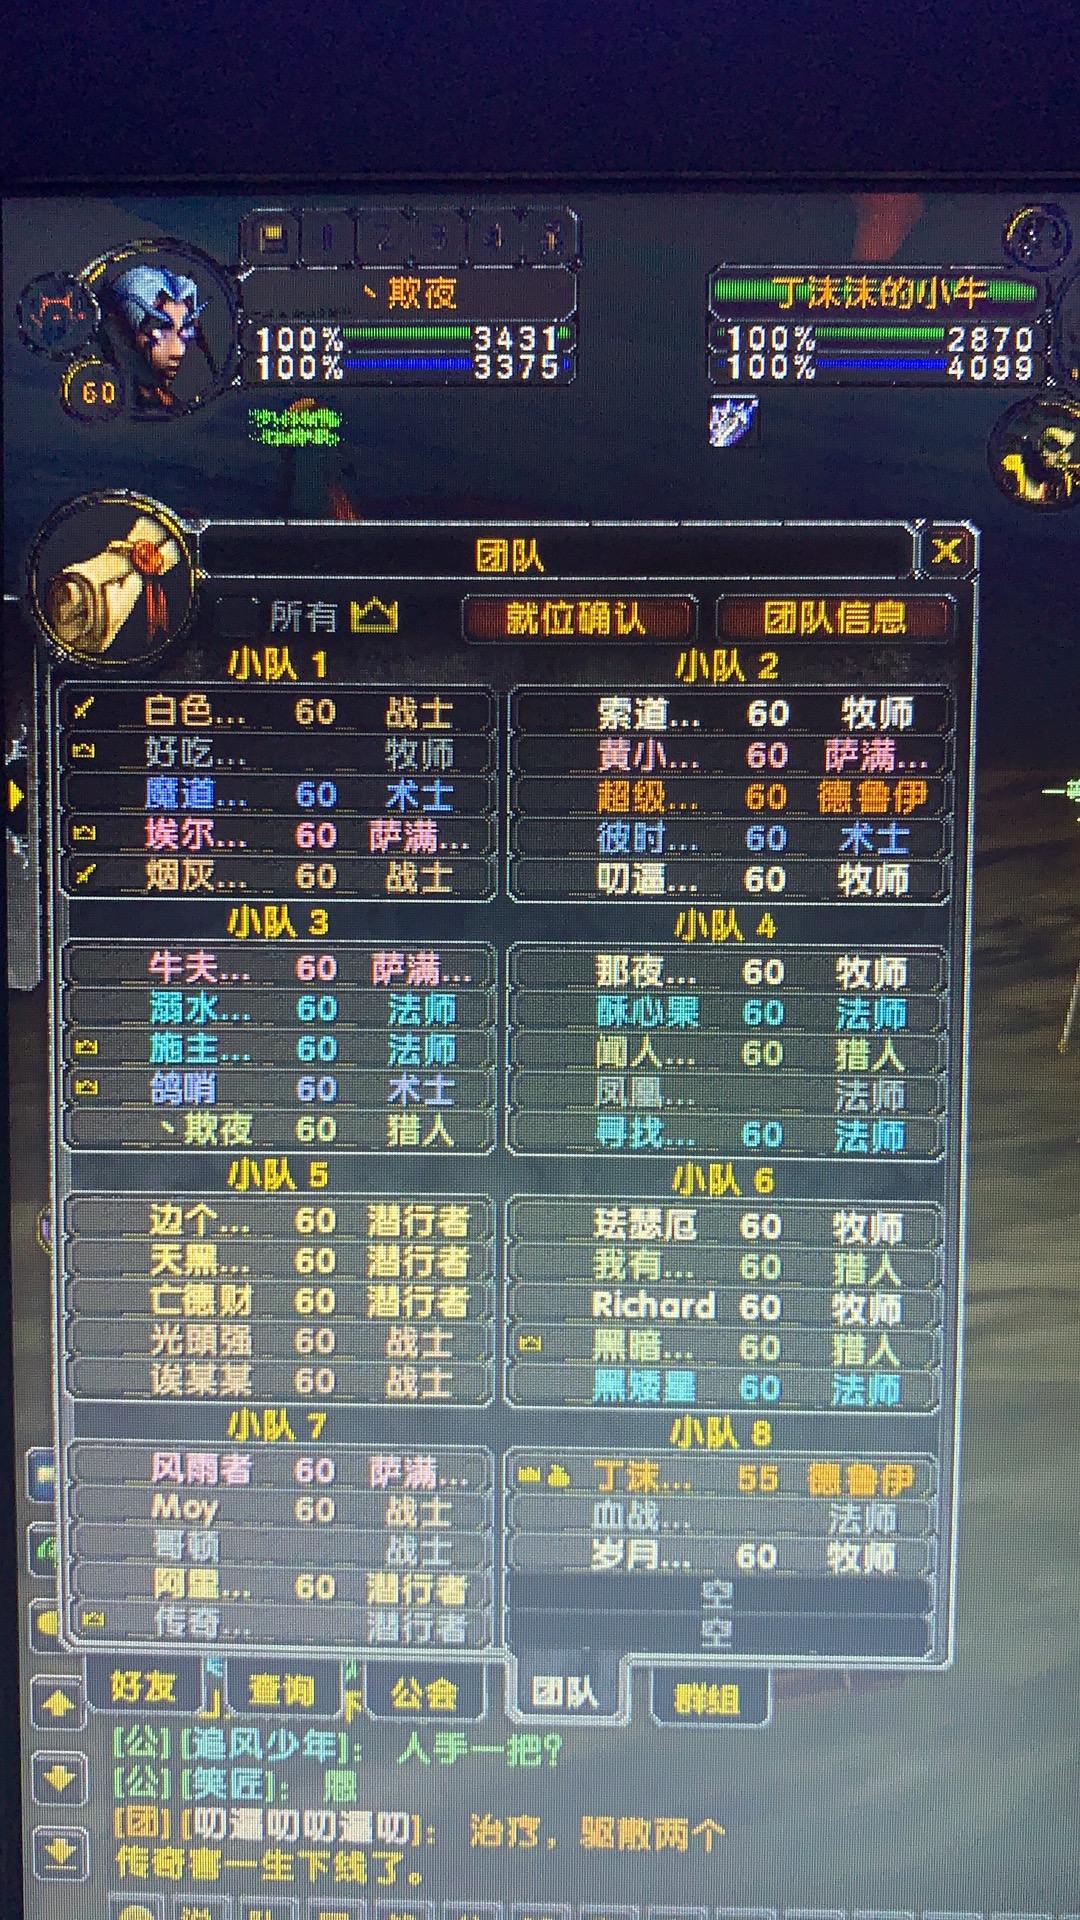 丶欺夜
丁沫沫的小牛
100% 3431
100% 2870
100% 3375
100% 4099
60
团队
所有
就位确认
团队信息
小队 1
白色... 60 战士
好吃... 牧师
魔道... 60 术士
埃尔... 60 萨满...
烟灰... 60 战士
小队 2
索道... 60 牧师
黄小... 60 萨满...
超级... 60 德鲁伊
彼时... 60 术士
叨逼... 60 牧师
小队 3
牛夫... 60 萨满...
溺水... 60 法师
施主... 60 法师
鸽哨 60 术士
丶欺夜 60 猎人
小队 4
那夜... 60 牧师
酥心果 60 法师
闻人... 60 猎人
凤凰... 法师
寻找... 60 法师
小队 5
边个... 60 潜行者
天黑... 60 潜行者
亡德财 60 潜行者
光頭强 60 战士
诶某某 60 战士
小队 6
珐瑟厄 60 牧师
我有... 60 猎人
Richard 60 牧师
黑暗... 60 猎人
黑矮星 60 法师
小队 7
风雨者 60 萨满...
Moy 60 战士
哥顿 战士
阿里... 60 潜行者
传奇... 潜行者
小队 8
丁沫... 55 德鲁伊
血战... 法师
岁月... 60 牧师
空
空
好友
查询
公会
团队
群组
[公] [追风少年]： 人手一把？
[公] [笑匠]： 恩
[团] [叨逼叨叨逼叨]： 治疗，驱散两个
传奇套一生下线了。